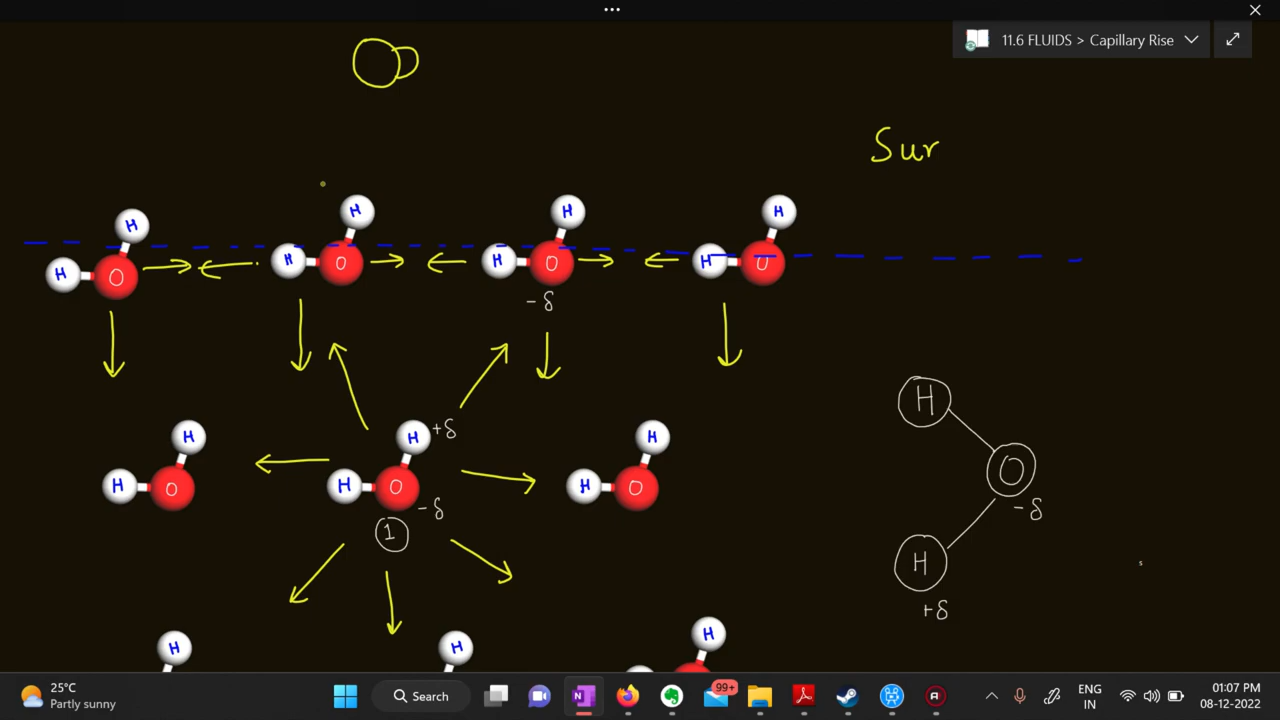 11.6 FLUIDS > Capillary Rise
Sur
H H H H
H O H O H O H O
- δ
H H +δ H
H O H O - δ H O
1
H
O
- δ
H
+δ
H H H
25°C
Partly sunny
Search
99+
ENG
IN
01:07 PM
08-12-2022